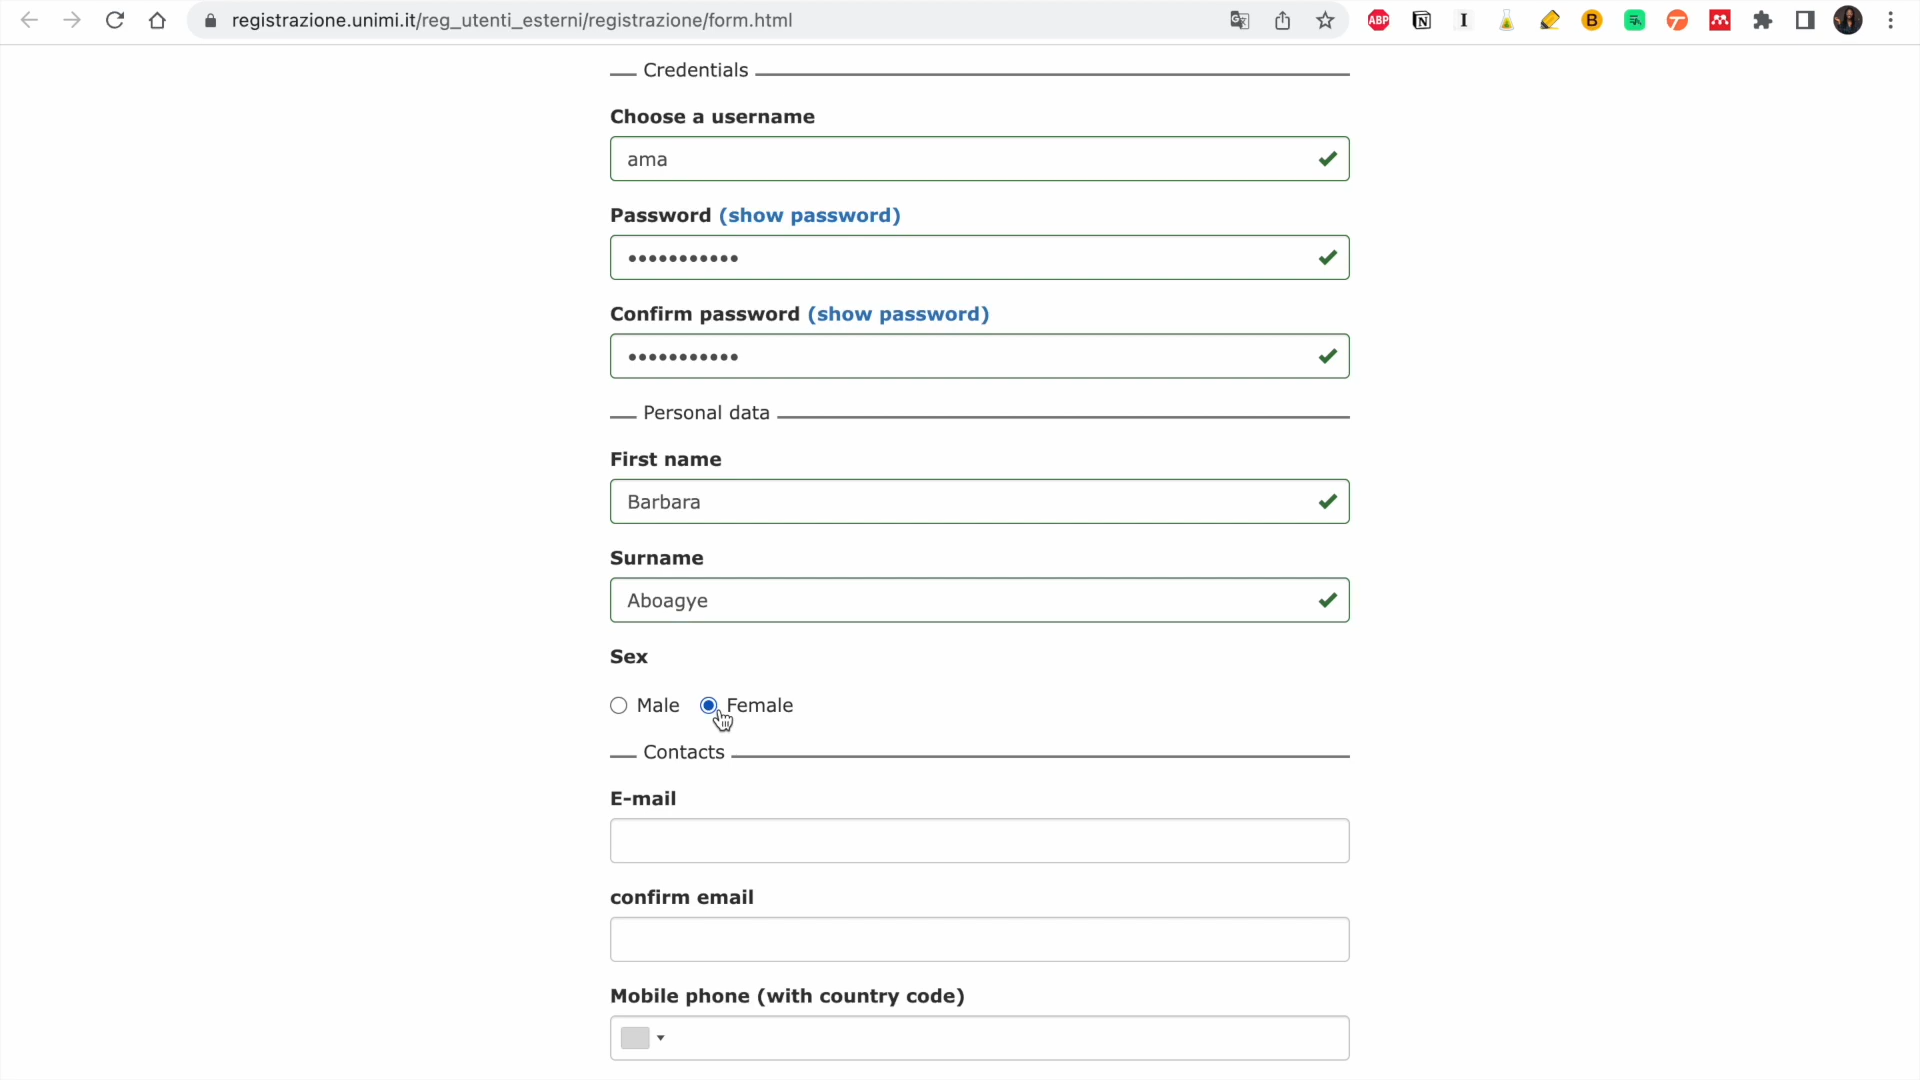 registrazione.unimi.it/reg_utenti_esterni/registrazione/form.html
ABP
N
I
B
Credentials
Choose a username
ama
Password (show password)
•••••••••••
Confirm password (show password)
•••••••••••
Personal data
First name
Barbara
Surname
Aboagye
Sex
Male Female
Contacts
E-mail
confirm email
Mobile phone (with country code)